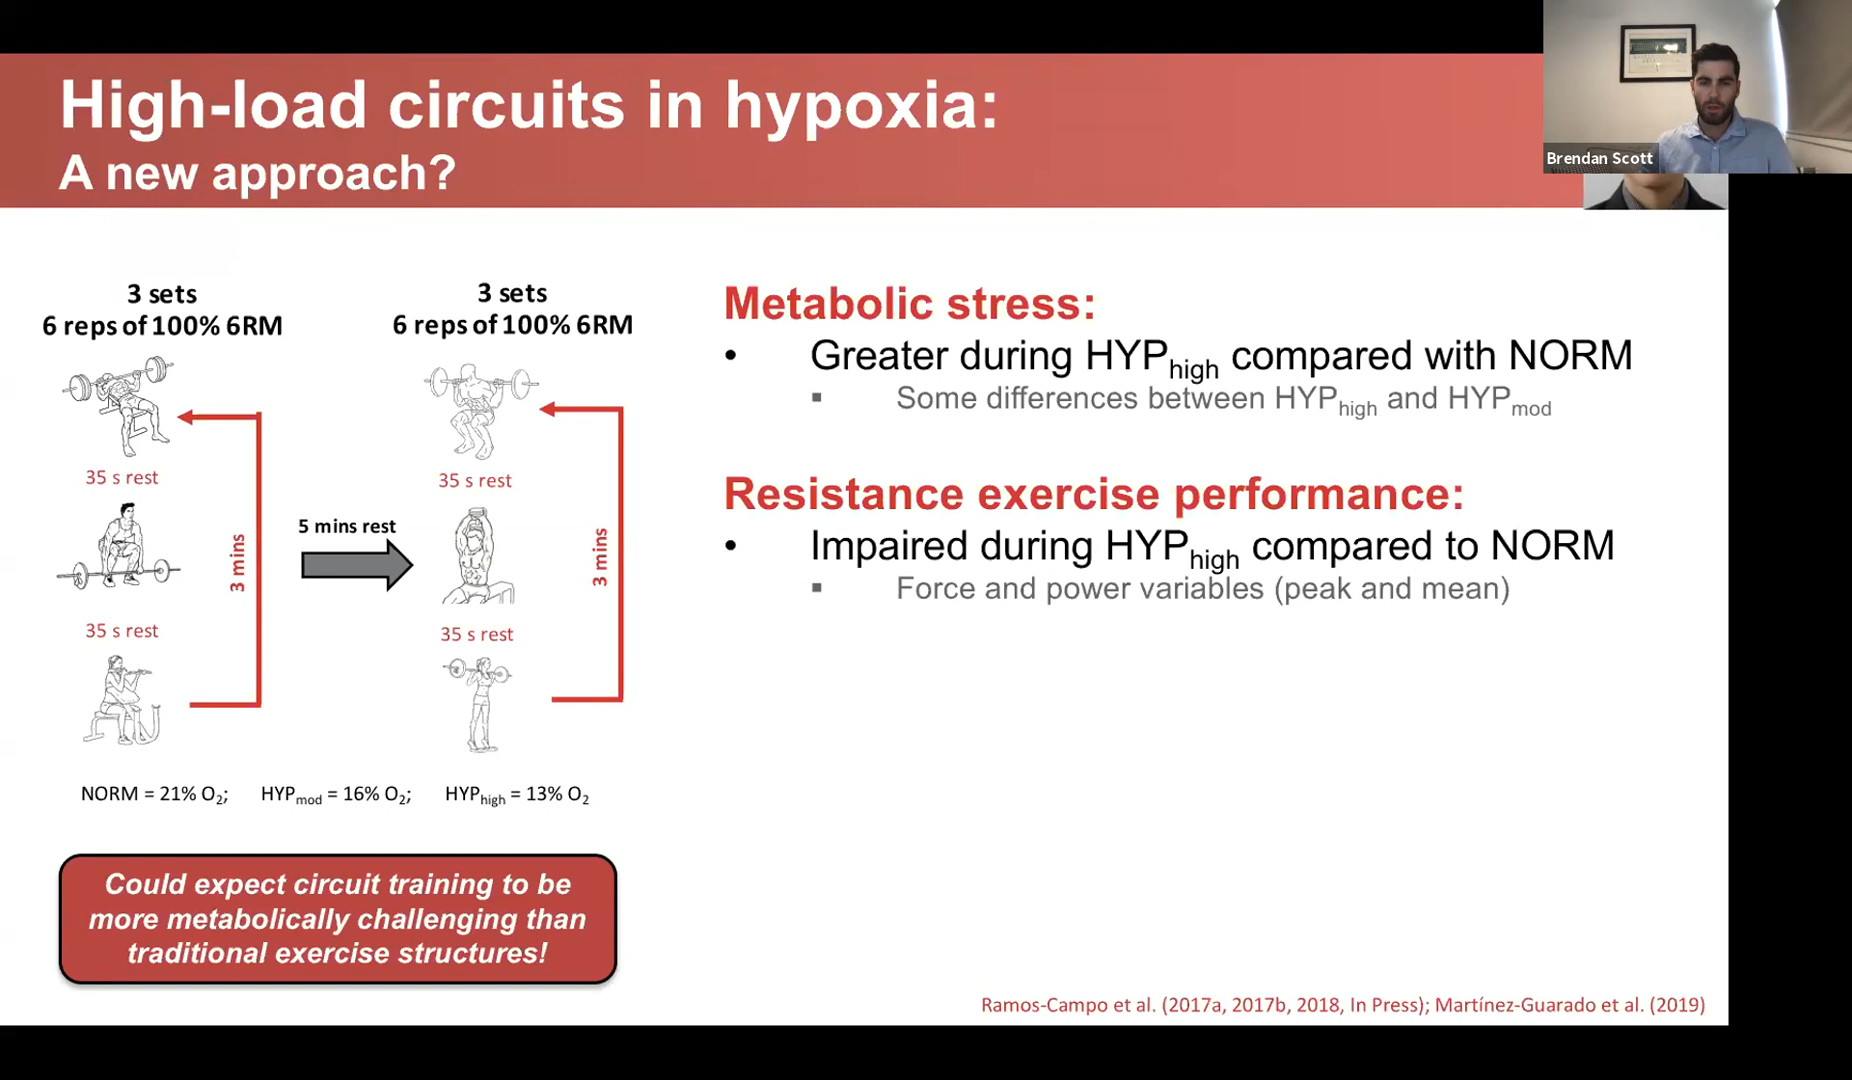 High-load circuits in hypoxia:
A new approach?
Brendan Scott
3 sets
6 reps of 100% 6RM
35 s rest
35 s rest
3 mins
5 mins rest
3 sets
6 reps of 100% 6RM
35 s rest
35 s rest
3 mins
NORM = 21% O₂; HYPmod = 16% O₂; HYPhigh = 13% O₂
Could expect circuit training to be
more metabolically challenging than
traditional exercise structures!
Metabolic stress:
• Greater during HYPhigh compared with NORM
▪ Some differences between HYPhigh and HYPmod
Resistance exercise performance:
• Impaired during HYPhigh compared to NORM
▪ Force and power variables (peak and mean)
Ramos-Campo et al. (2017a, 2017b, 2018, In Press); Martínez-Guarado et al. (2019)